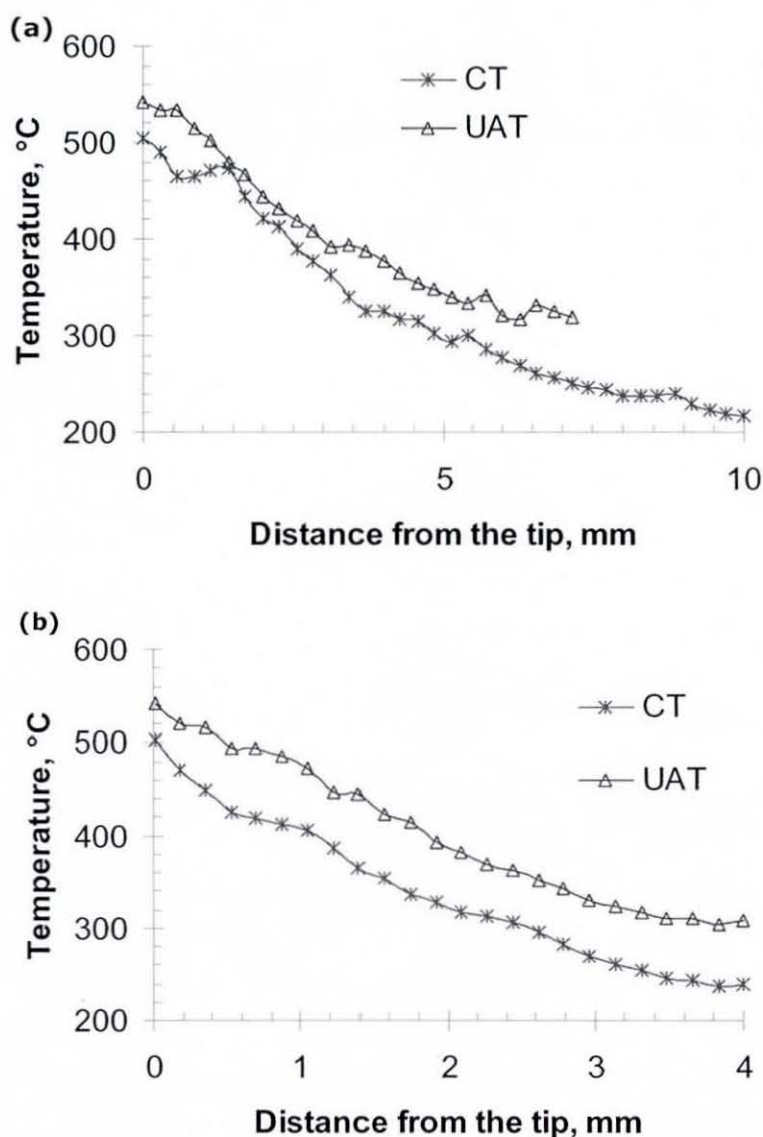 (a)
600
500
400
300
200
Temperature, °C
CT
UAT
0 5 10
Distance from the tip, mm
(b)
600
500
400
300
200
Temperature, °C
CT
UAT
0 1 2 3 4
Distance from the tip, mm